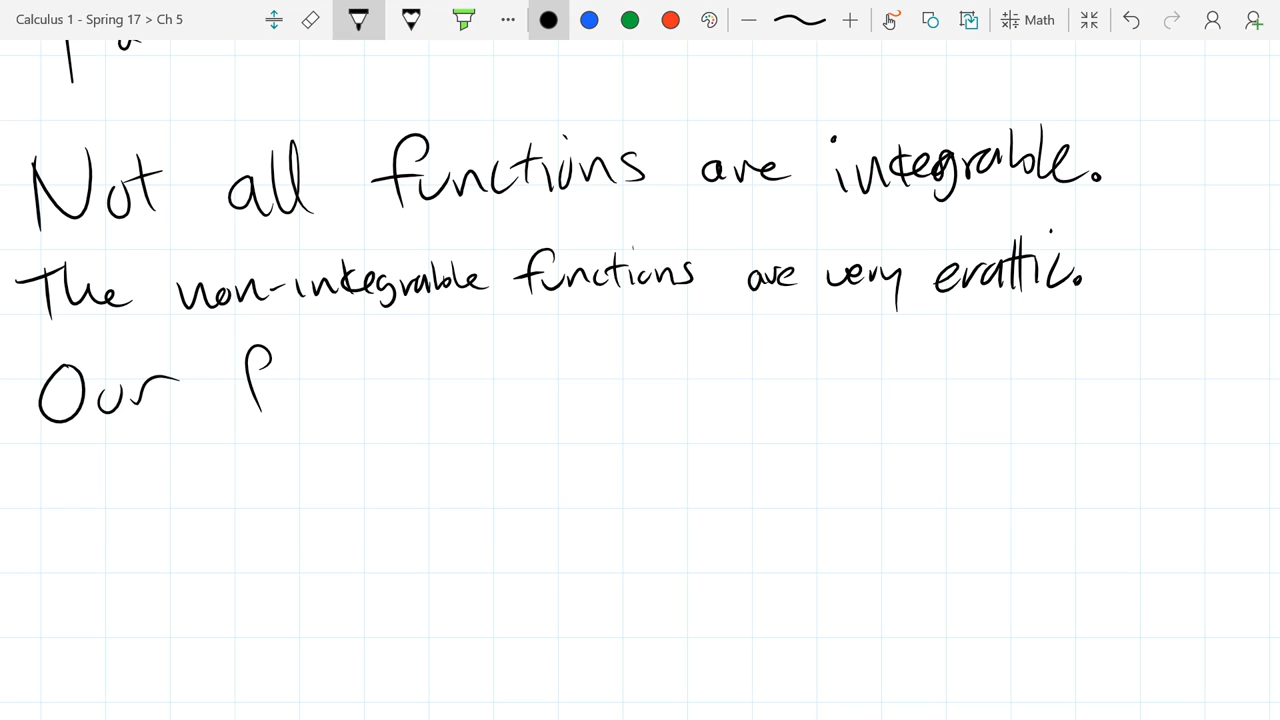 Calculus 1 - Spring 17 > Ch 5
Math
Not all functions are integrable.
The non-integrable functions are very erattic.
Our